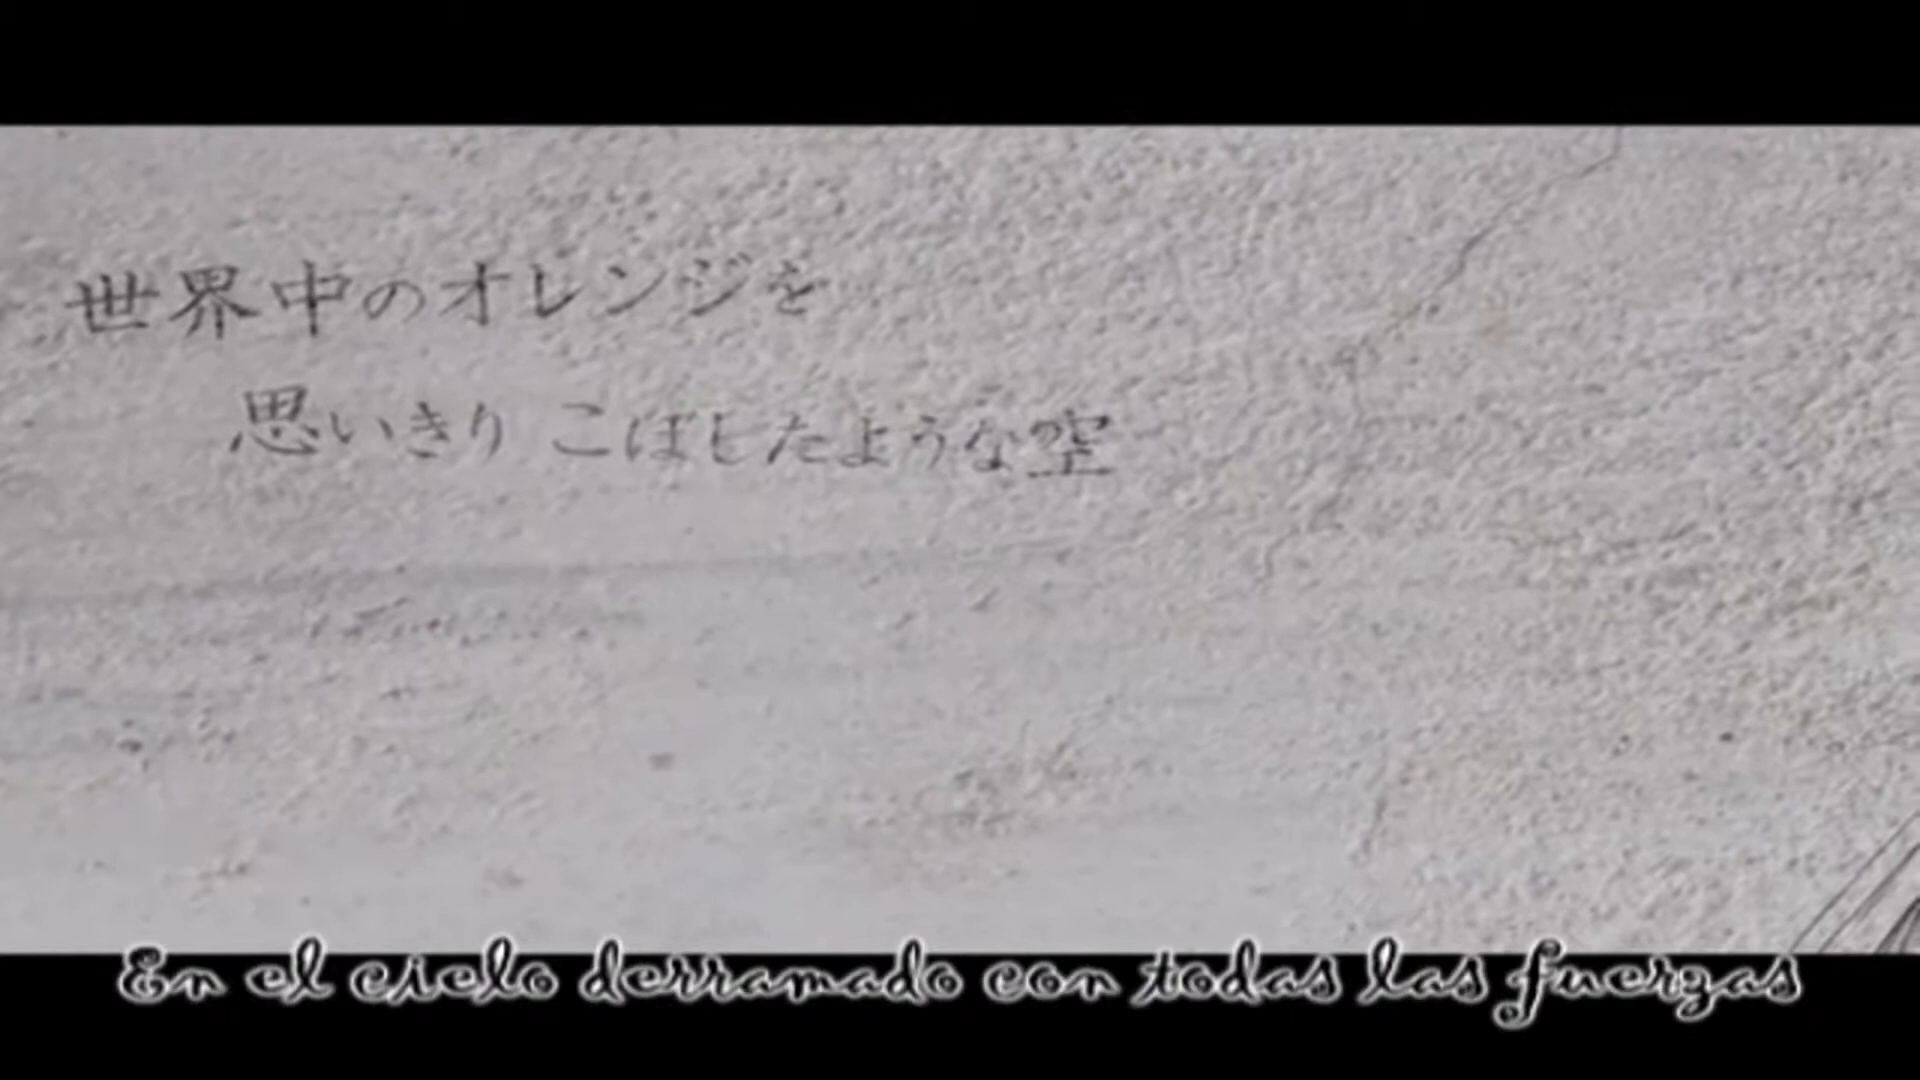 世界中のオレンジを
思いきり こぼしたような空
En el cielo derramado con todas las fuerzas